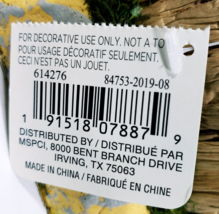 FOR DECORATIVE USE ONLY. NOT A TO
POUR USAGE DÉCORATIF SEULEMENT.
CECI N'EST PAS UN JOUET.
614276 84753-2019-08
1 91518 07887 9
DISTRIBUTED BY / DISTRIBUÉ PAR
MSPCI, 8000 BENT BRANCH DRIVE
IRVING, TX 75063
MADE IN CHINA / FABRIQUÉ EN CHINE